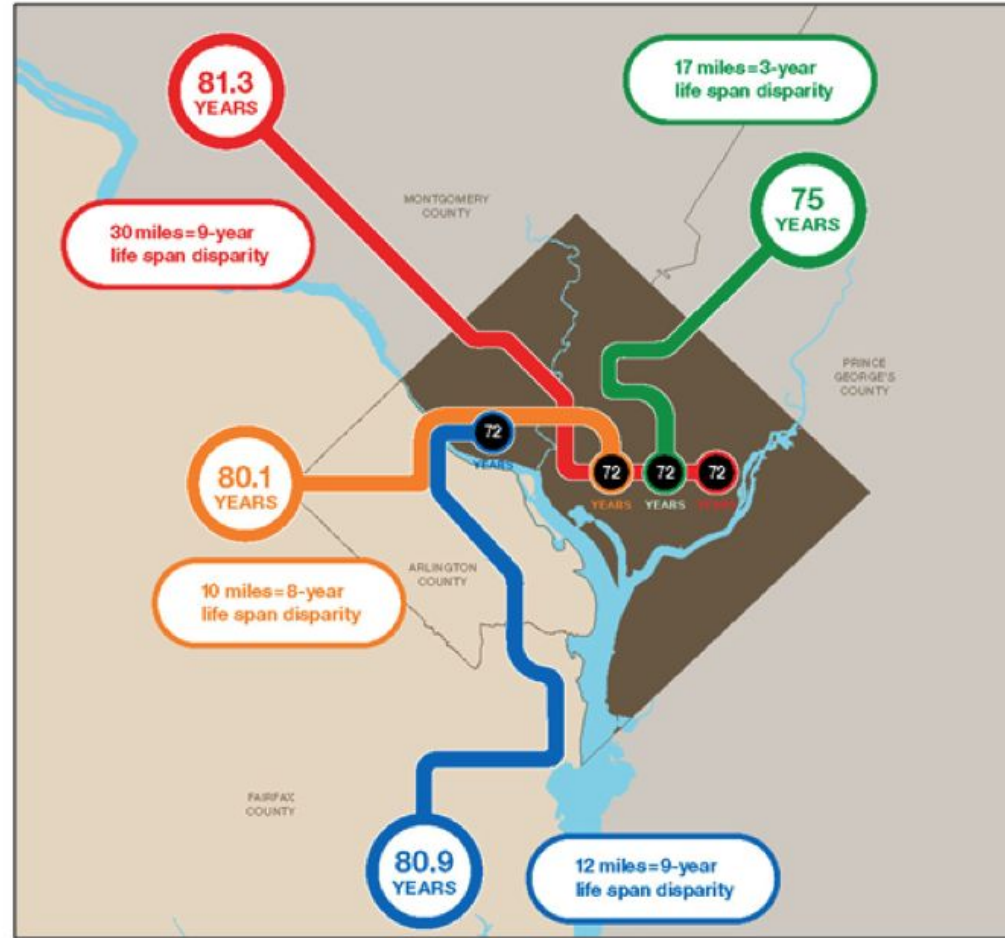 81.3
YEARS
17 miles=3-year
life span disparity
MONTGOMERY
COUNTY
75
YEARS
30 miles=9-year
life span disparity
PRINCE
GEORGE'S
COUNTY
72
YEARS
80.1
YEARS
72
YEARS
72
YEARS
72
YEARS
ARLINGTON
COUNTY
10 miles=8-year
life span disparity
FAIRFAX
COUNTY
80.9
YEARS
12 miles=9-year
life span disparity